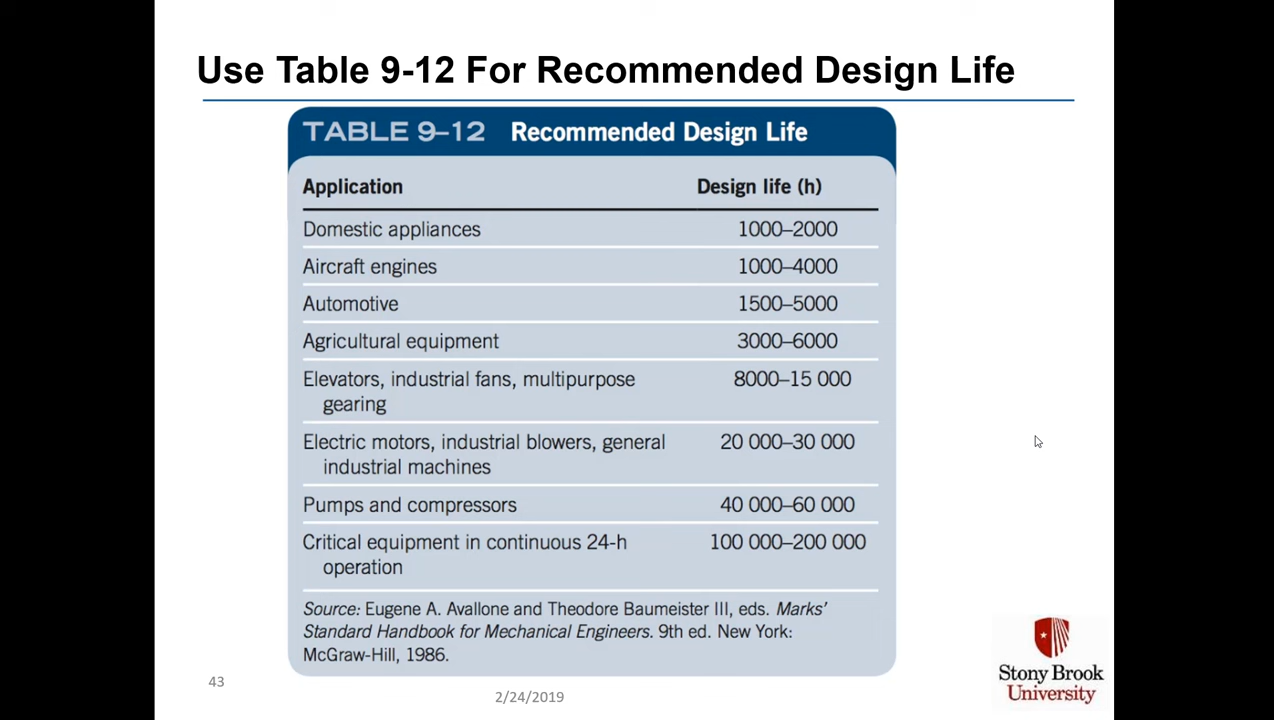 Use Table 9-12 For Recommended Design Life
TABLE 9–12 Recommended Design Life
Application Design life (h)
Domestic appliances 1000–2000
Aircraft engines 1000–4000
Automotive 1500–5000
Agricultural equipment 3000–6000
Elevators, industrial fans, multipurpose 8000–15 000
gearing
Electric motors, industrial blowers, general 20 000–30 000
industrial machines
Pumps and compressors 40 000–60 000
Critical equipment in continuous 24-h 100 000–200 000
operation
Source: Eugene A. Avallone and Theodore Baumeister III, eds. Marks’
Standard Handbook for Mechanical Engineers. 9th ed. New York:
McGraw-Hill, 1986.
43
2/24/2019
Stony Brook
University